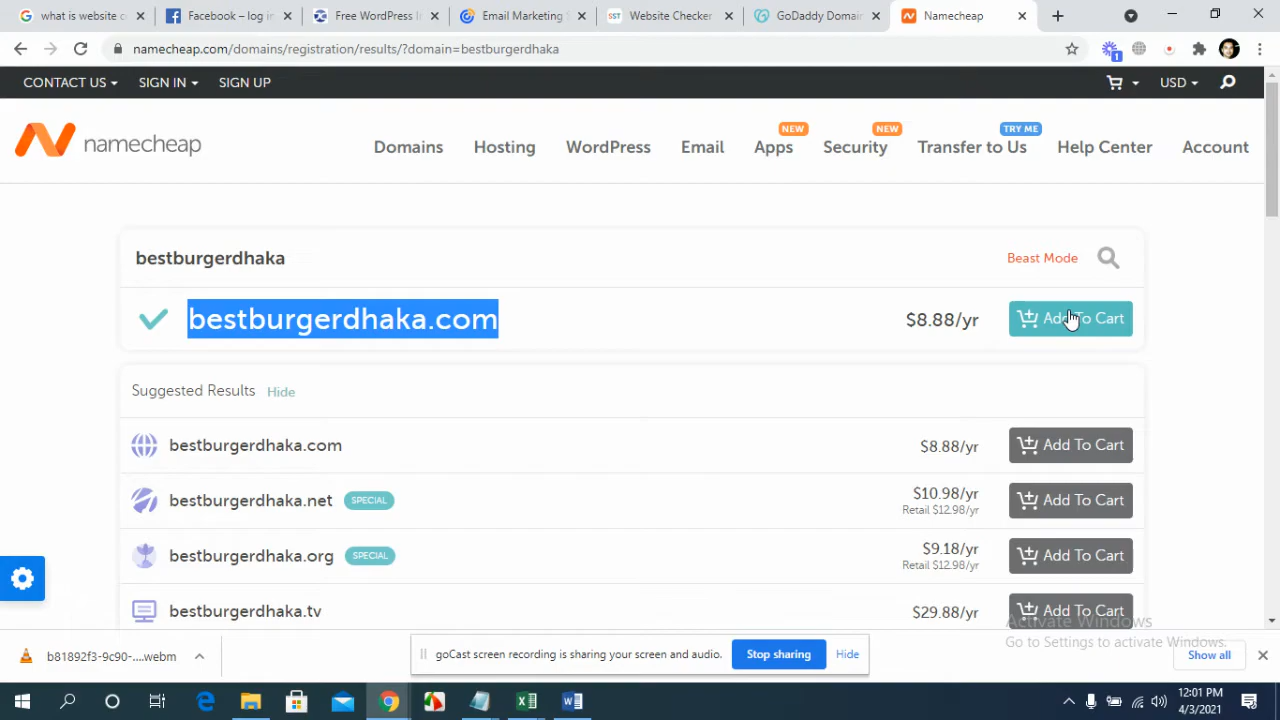 what is website c
Facebook – log in
Free WordPress I
Email Marketing S
SST Website Checker
GoDaddy Domain
Namecheap
namecheap.com/domains/registration/results/?domain=bestburgerdhaka
1
CONTACT US SIGN IN SIGN UP USD
namecheap
NEW NEW TRY ME
Domains Hosting WordPress Email Apps Security Transfer to Us Help Center Account
bestburgerdhaka Beast Mode
bestburgerdhaka.com $8.88/yr Add To Cart
Suggested Results Hide
bestburgerdhaka.com $8.88/yr Add To Cart
bestburgerdhaka.net SPECIAL $10.98/yr Add To Cart
Retail $12.98/yr
bestburgerdhaka.org SPECIAL $9.18/yr Add To Cart
Retail $12.98/yr
bestburgerdhaka.tv $29.88/yr Add To Cart
Activate Windows
Go to Settings to activate Windows.
b81892f3-9c90-....webm
goCast screen recording is sharing your screen and audio. Stop sharing Hide
Show all
12:01 PM
4/3/2021